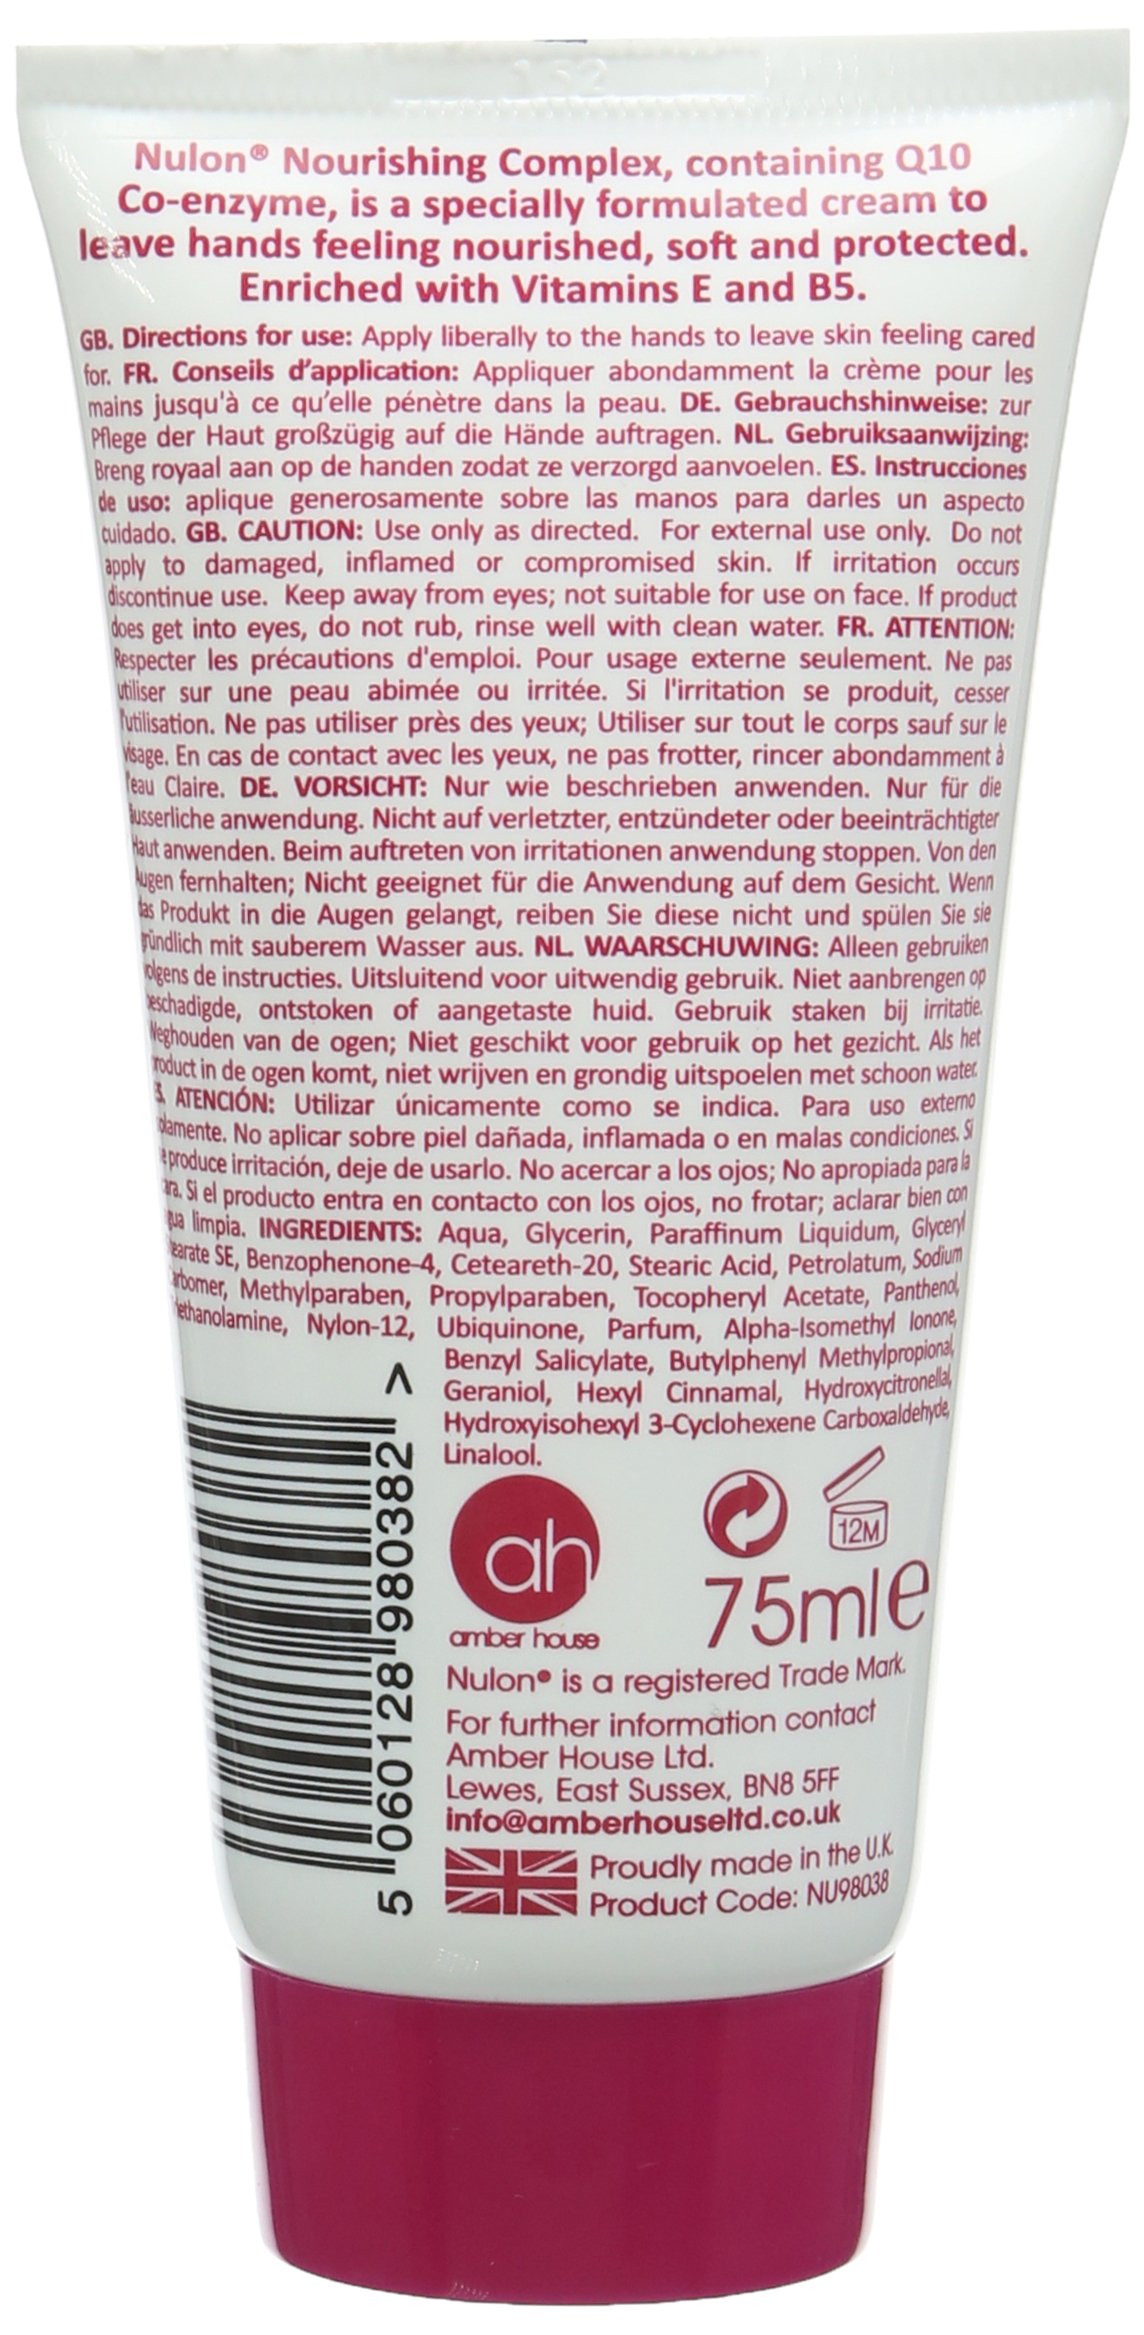 132
Nulon® Nourishing Complex, containing Q10
Co-enzyme, is a specially formulated cream to
leave hands feeling nourished, soft and protected.
Enriched with Vitamins E and B5.
GB. Directions for use: Apply liberally to the hands to leave skin feeling cared
for. FR. Conseils d'application: Appliquer abondamment la crème pour les
mains jusqu'à ce qu'elle pénètre dans la peau. DE. Gebrauchshinweise: zur
Pflege der Haut großzügig auf die Hände auftragen. NL. Gebruiksaanwijzing:
Breng royaal aan op de handen zodat ze verzorgd aanvoelen. ES. Instrucciones
de uso: aplique generosamente sobre las manos para darles un aspecto
cuidado. GB. CAUTION: Use only as directed. For external use only. Do not
apply to damaged, inflamed or compromised skin. If irritation occurs
discontinue use. Keep away from eyes; not suitable for use on face. If product
does get into eyes, do not rub, rinse well with clean water. FR. ATTENTION:
Respecter les précautions d'emploi. Pour usage externe seulement. Ne pas
utiliser sur une peau abimée ou irritée. Si l'irritation se produit, cesser
l'utilisation. Ne pas utiliser près des yeux; Utiliser sur tout le corps sauf sur le
visage. En cas de contact avec les yeux, ne pas frotter, rincer abondamment à
l'eau Claire. DE. VORSICHT: Nur wie beschrieben anwenden. Nur für die
äusserliche anwendung. Nicht auf verletzter, entzündeter oder beeinträchtigter
Haut anwenden. Beim auftreten von irritationen anwendung stoppen. Von den
Augen fernhalten; Nicht geeignet für die Anwendung auf dem Gesicht. Wenn
das Produkt in die Augen gelangt, reiben Sie diese nicht und spülen Sie sie
gründlich mit sauberem Wasser aus. NL. WAARSCHUWING: Alleen gebruiken
volgens de instructies. Uitsluitend voor uitwendig gebruik. Niet aanbrengen op
beschadigde, ontstoken of aangetaste huid. Gebruik staken bij irritatie.
Weghouden van de ogen; Niet geschikt voor gebruik op het gezicht. Als het
product in de ogen komt, niet wrijven en grondig uitspoelen met schoon water.
ES. ATENCIÓN: Utilizar únicamente como se indica. Para uso externo
solamente. No aplicar sobre piel dañada, inflamada o en malas condiciones. Si
se produce irritación, deje de usarlo. No acercar a los ojos; No apropiada para la
cara. Si el producto entra en contacto con los ojos, no frotar; aclarar bien con
agua limpia. INGREDIENTS: Aqua, Glycerin, Paraffinum Liquidum, Glyceryl
Stearate SE, Benzophenone-4, Ceteareth-20, Stearic Acid, Petrolatum, Sodium
Carbomer, Methylparaben, Propylparaben, Tocopheryl Acetate, Panthenol,
Triethanolamine, Nylon-12, Ubiquinone, Parfum, Alpha-Isomethyl Ionone,
Benzyl Salicylate, Butylphenyl Methylpropional,
Geraniol, Hexyl Cinnamal, Hydroxycitronellal,
Hydroxyisohexyl 3-Cyclohexene Carboxaldehyde,
Linalool.
5 060128 980382 >
ah
amber house
12M
75ml e
Nulon® is a registered Trade Mark.
For further information contact
Amber House Ltd.
Lewes, East Sussex, BN8 5FF
info@amberhouseltd.co.uk
Proudly made in the U.K.
Product Code: NU98038